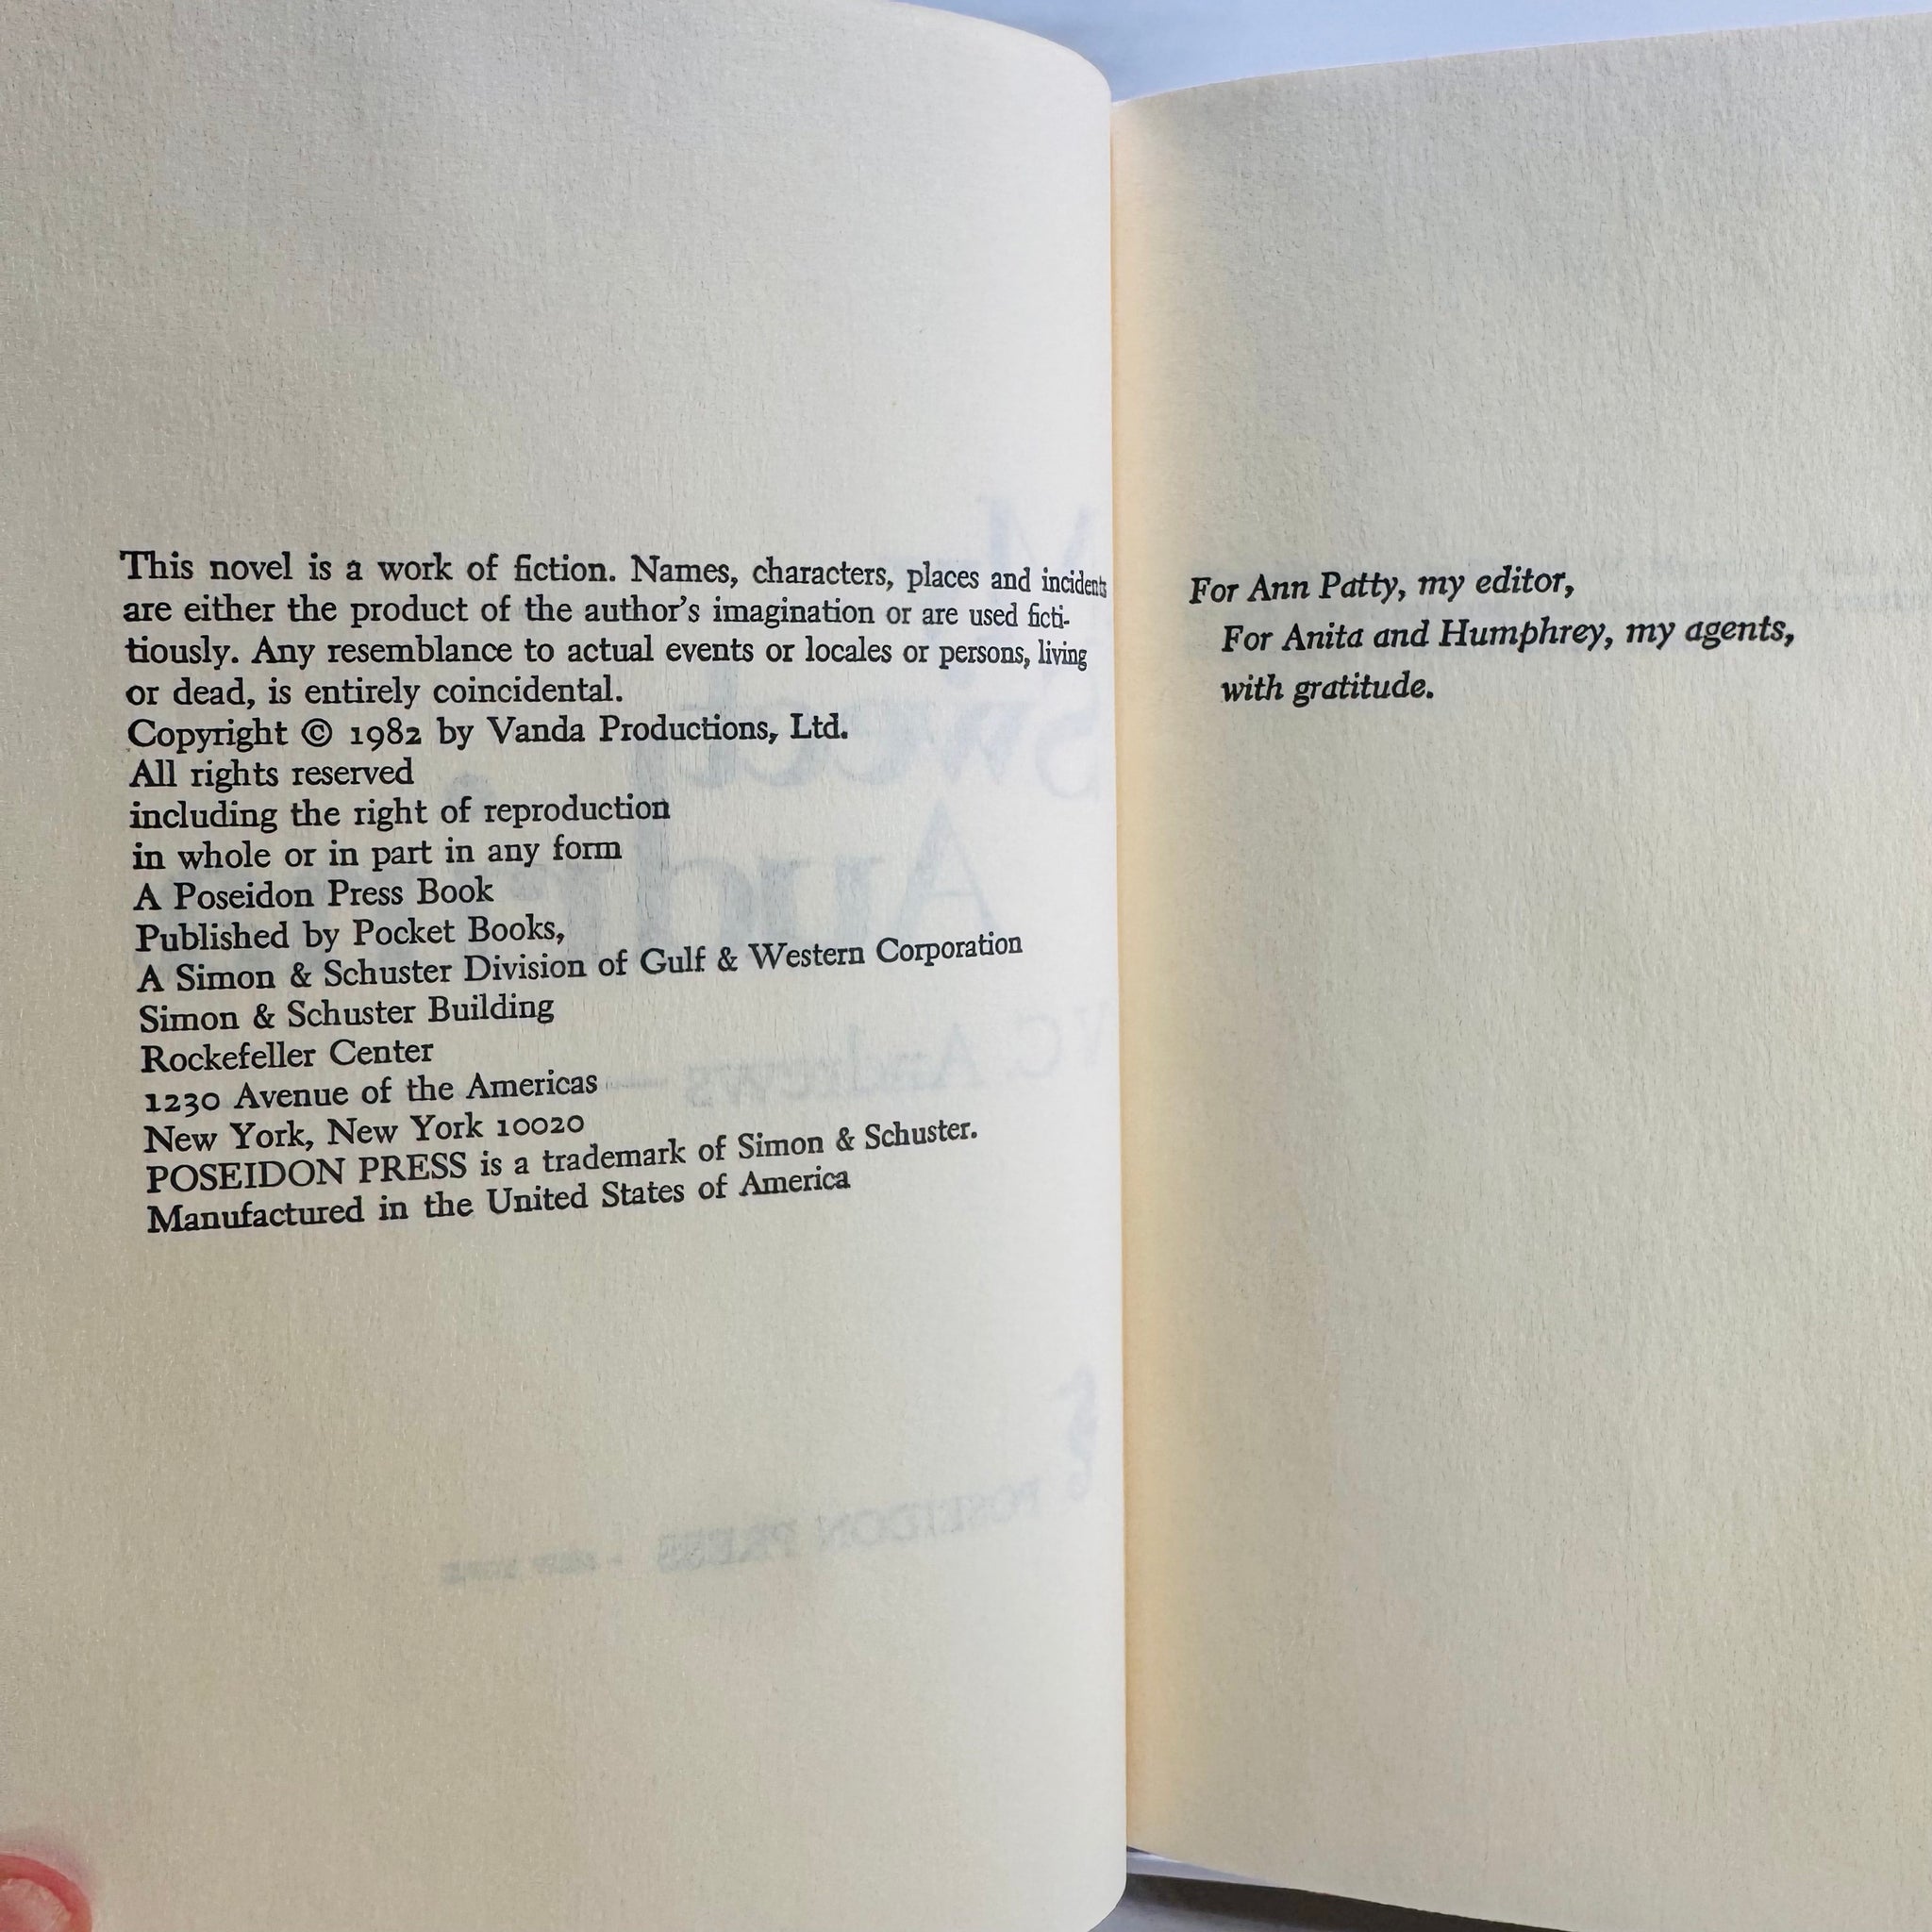 This novel is a work of fiction. Names, characters, places and incidents
are either the product of the author's imagination or are used ficti-
tiously. Any resemblance to actual events or locales or persons, living
or dead, is entirely coincidental.
Copyright © 1982 by Vanda Productions, Ltd.
All rights reserved
including the right of reproduction
in whole or in part in any form
A Poseidon Press Book
Published by Pocket Books,
A Simon & Schuster Division of Gulf & Western Corporation
Simon & Schuster Building
Rockefeller Center
1230 Avenue of the Americas
New York, New York 10020
POSEIDON PRESS is a trademark of Simon & Schuster.
Manufactured in the United States of America
For Ann Patty, my editor,
For Anita and Humphrey, my agents,
with gratitude.